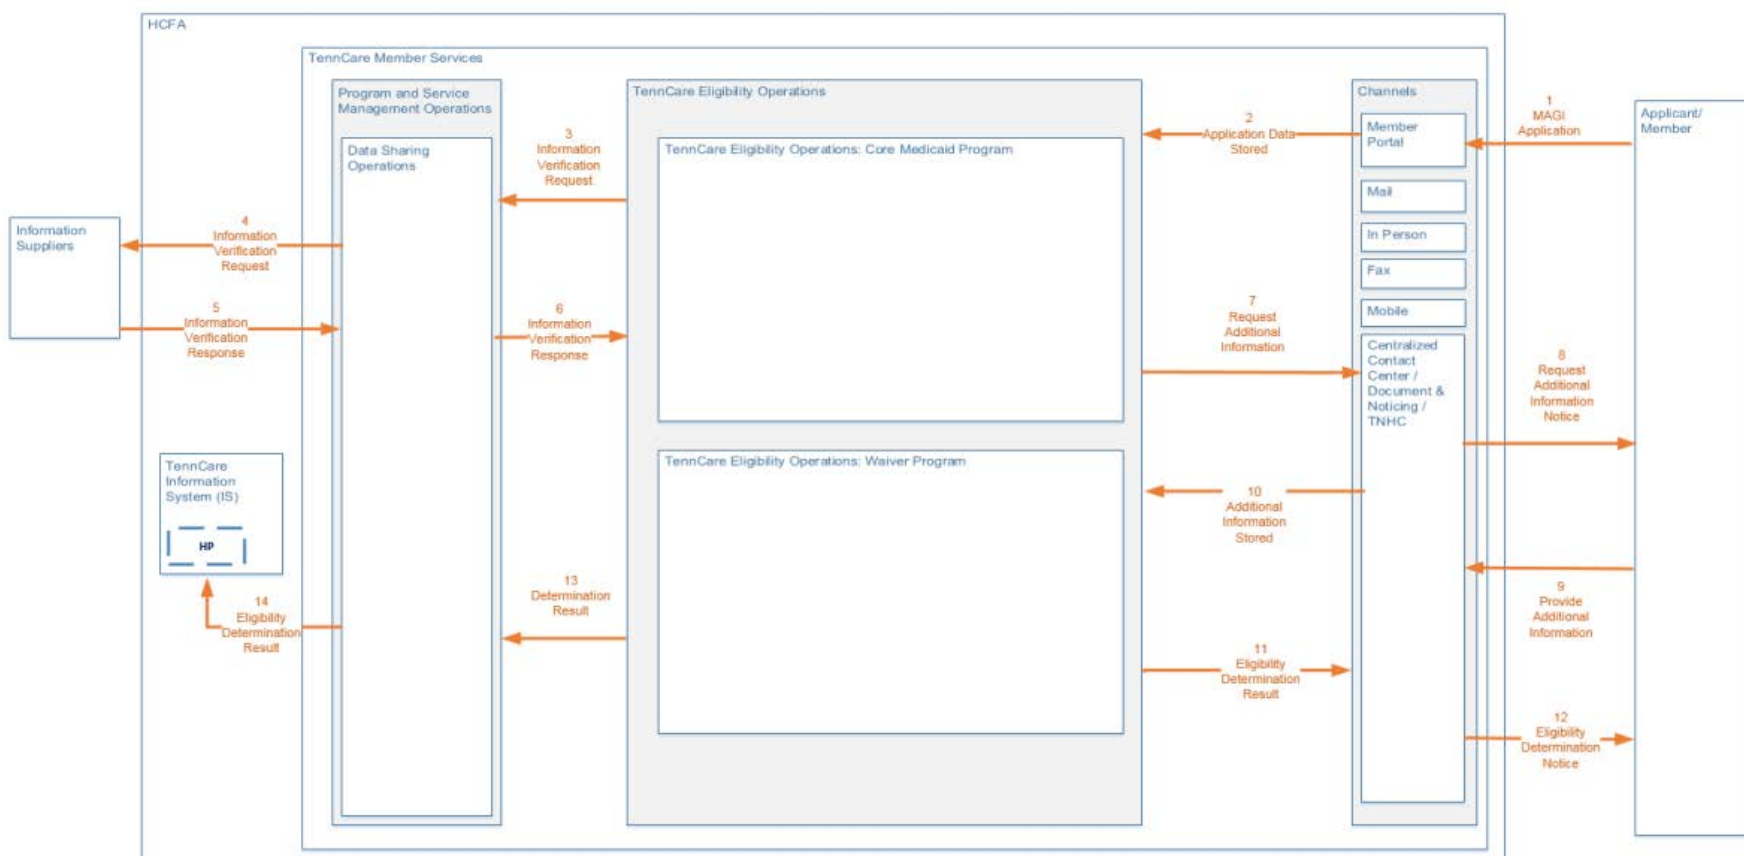 HCFA
TennCare Member Services
Program and Service
Management Operations
Data Sharing
Operations
TennCare Eligibility Operations
TennCare Eligibility Operations: Core Medicaid Program
TennCare Eligibility Operations: Waiver Program
Channels
Member
Portal
Mail
In Person
Fax
Mobile
Centralized
Contact
Center /
Document &
Noticing /
TNHC
Applicant/
Member
Information
Suppliers
TennCare
Information
System (IS)
HP
1
MAGI
Application
2
Application Data
Stored
3
Information
Verification
Request
4
Information
Verification
Request
5
Information
Verification
Response
6
Information
Verification
Response
7
Request
Additional
Information
8
Request
Additional
Information
Notice
9
Provide
Additional
Information
10
Additional
Information
Stored
11
Eligibility
Determination
Result
12
Eligibility
Determination
Notice
13
Determination
Result
14
Eligibility
Determination
Result